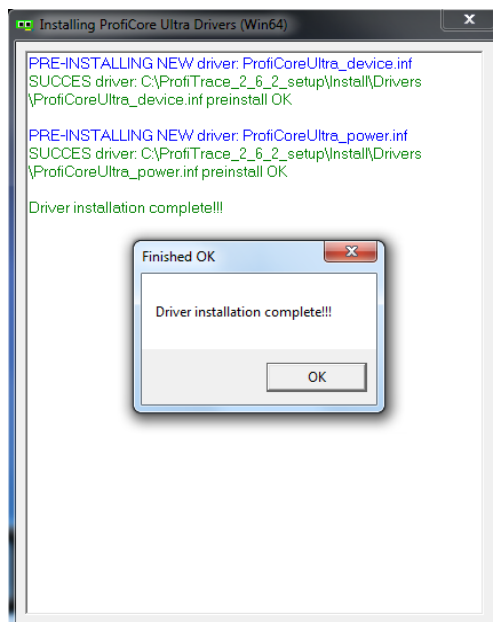 Installing ProfiCore Ultra Drivers (Win64)
PRE-INSTALLING NEW driver: ProfiCoreUltra_device.inf
SUCCES driver: C:\ProfiTrace_2_6_2_setup\Install\Drivers
\ProfiCoreUltra_device.inf preinstall OK
PRE-INSTALLING NEW driver: ProfiCoreUltra_power.inf
SUCCES driver: C:\ProfiTrace_2_6_2_setup\Install\Drivers
\ProfiCoreUltra_power.inf preinstall OK
Driver installation complete!!!
Finished OK
Driver installation complete!!!
OK